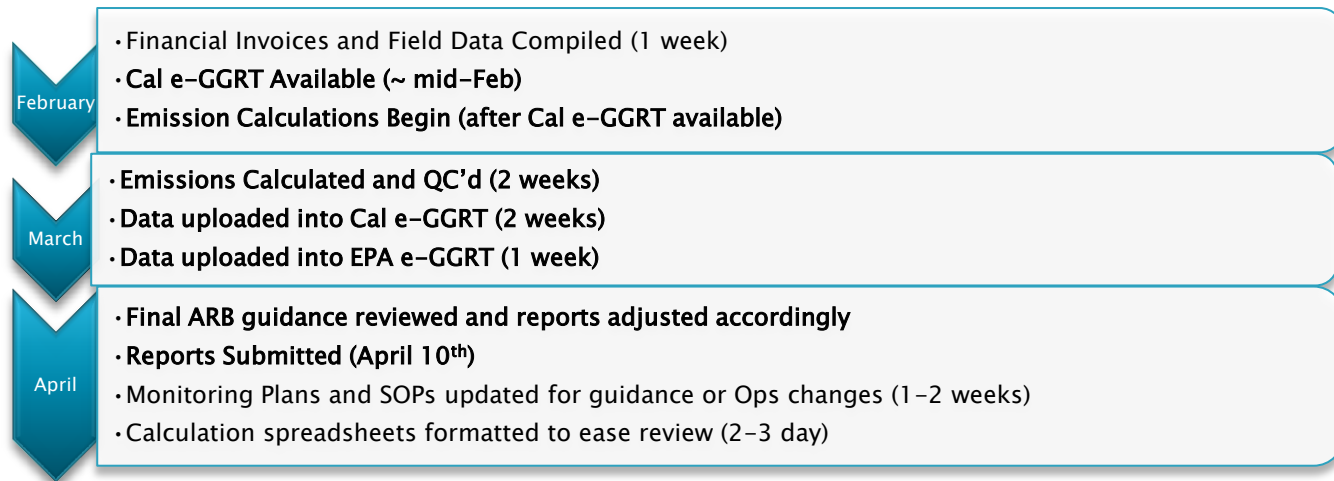 February
·Financial Invoices and Field Data Compiled (1 week)
·Cal e-GGRT Available (~ mid-Feb)
·Emission Calculations Begin (after Cal e-GGRT available)
March
·Emissions Calculated and QC’d (2 weeks)
·Data uploaded into Cal e-GGRT (2 weeks)
·Data uploaded into EPA e-GGRT (1 week)
April
·Final ARB guidance reviewed and reports adjusted accordingly
·Reports Submitted (April 10th)
·Monitoring Plans and SOPs updated for guidance or Ops changes (1-2 weeks)
·Calculation spreadsheets formatted to ease review (2-3 day)